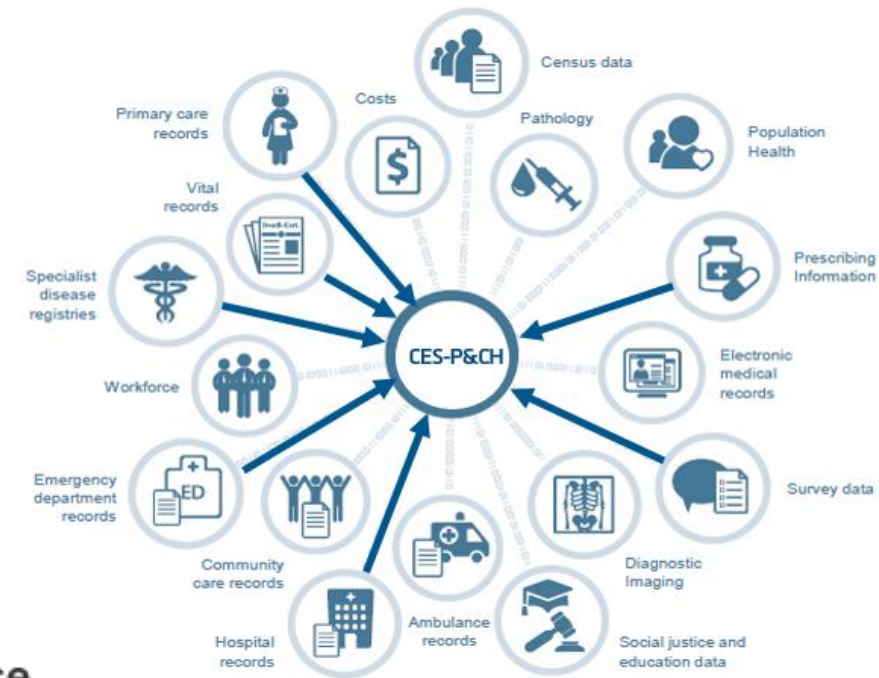 Census data
Costs
Primary care
records
Pathology
Population
Health
Vital
records
Death Cert.
Prescribing
Information
Specialist
disease
registries
CES-P&CH
Electronic
medical
records
Workforce
Emergency
department
records
ED
Survey data
Community
care records
Diagnostic
Imaging
Ambulance
records
Hospital
records
Social justice and
education data